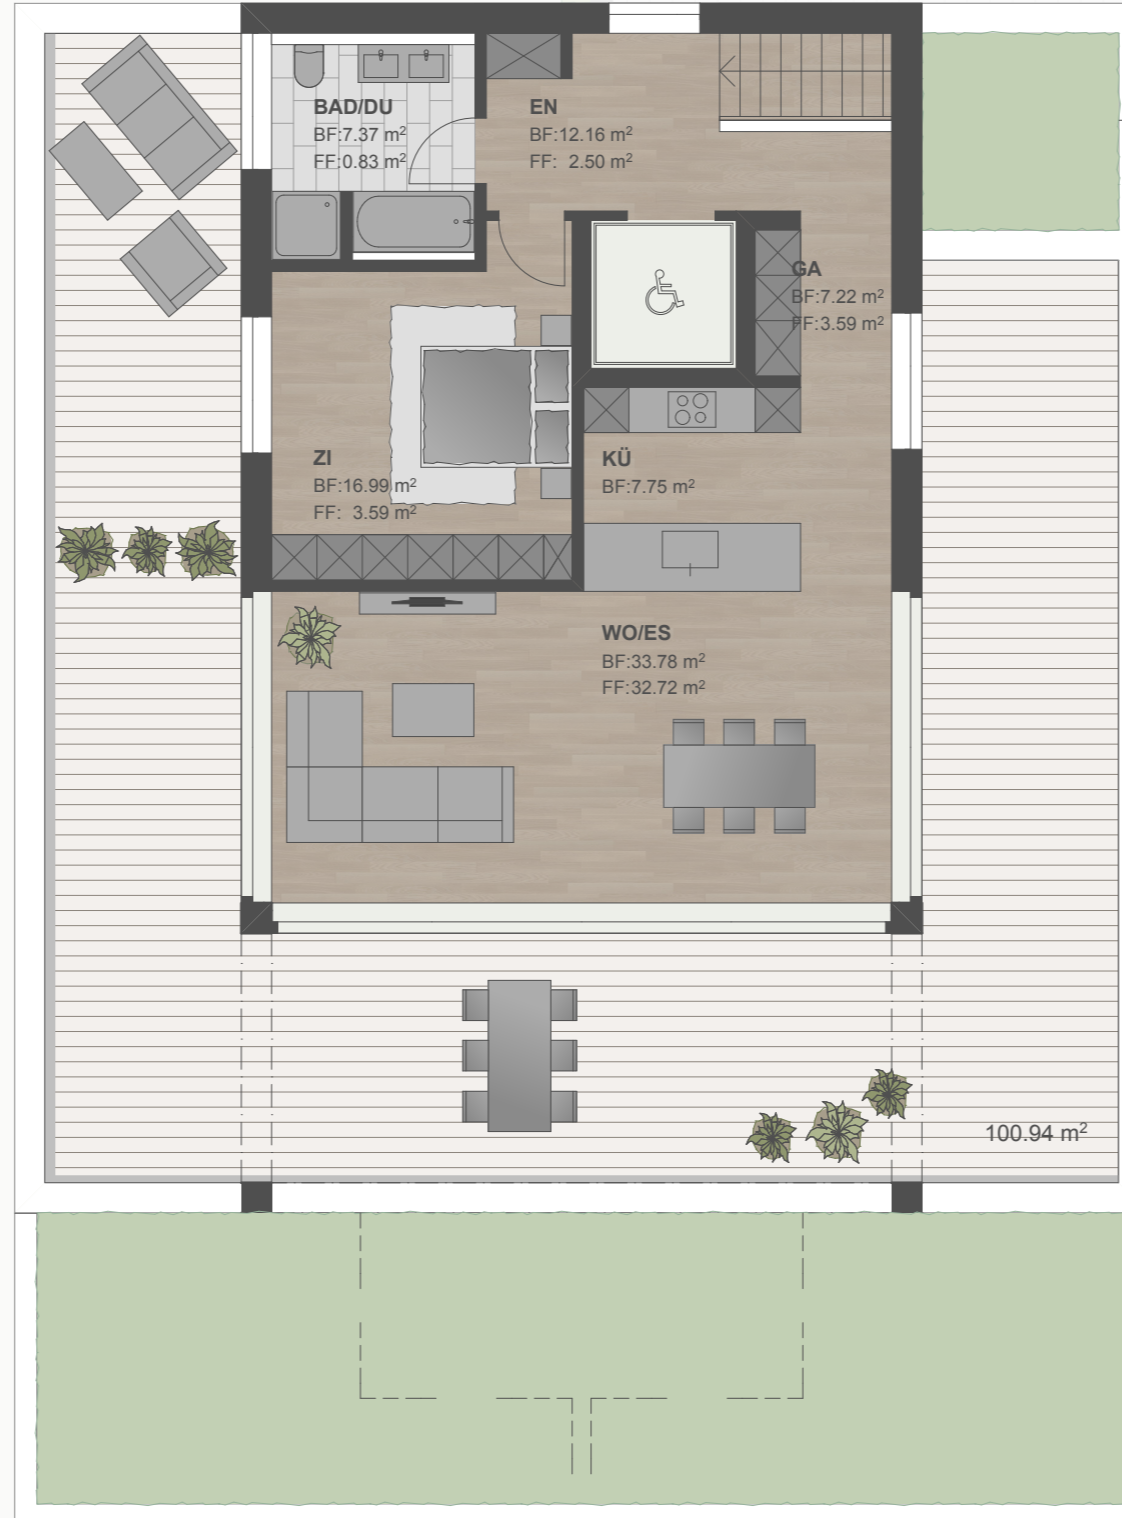 BAD/DU
BF:7.37 m²
FF:0.83 m²
EN
BF:12.16 m²
FF: 2.50 m²
GA
BF:7.22 m²
FF:3.59 m²
ZI
BF:16.99 m²
FF: 3.59 m²
KÜ
BF:7.75 m²
WO/ES
BF:33.78 m²
FF:32.72 m²
100.94 m²